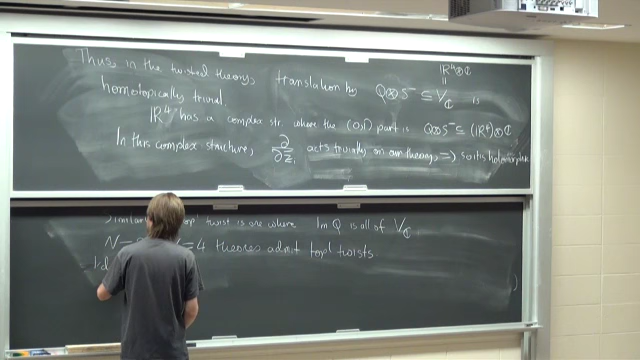 Thus, in the twisted theory, translation by Q⊗S⁻ ⊆ V_ℂ is
ℝ⁴⊗ℂ
||
homotopically trivial.
ℝ⁴ has a complex str. where the (0,1) part is Q⊗S⁻ ⊆ (ℝ⁴)⊗ℂ
In this complex structure, ∂/∂z̄ᵢ acts trivially on our theory, ⇒ so it is holomorphic
twist is one where Im Q is all of V_ℂ.
N = 4 theories admit top'l twists.